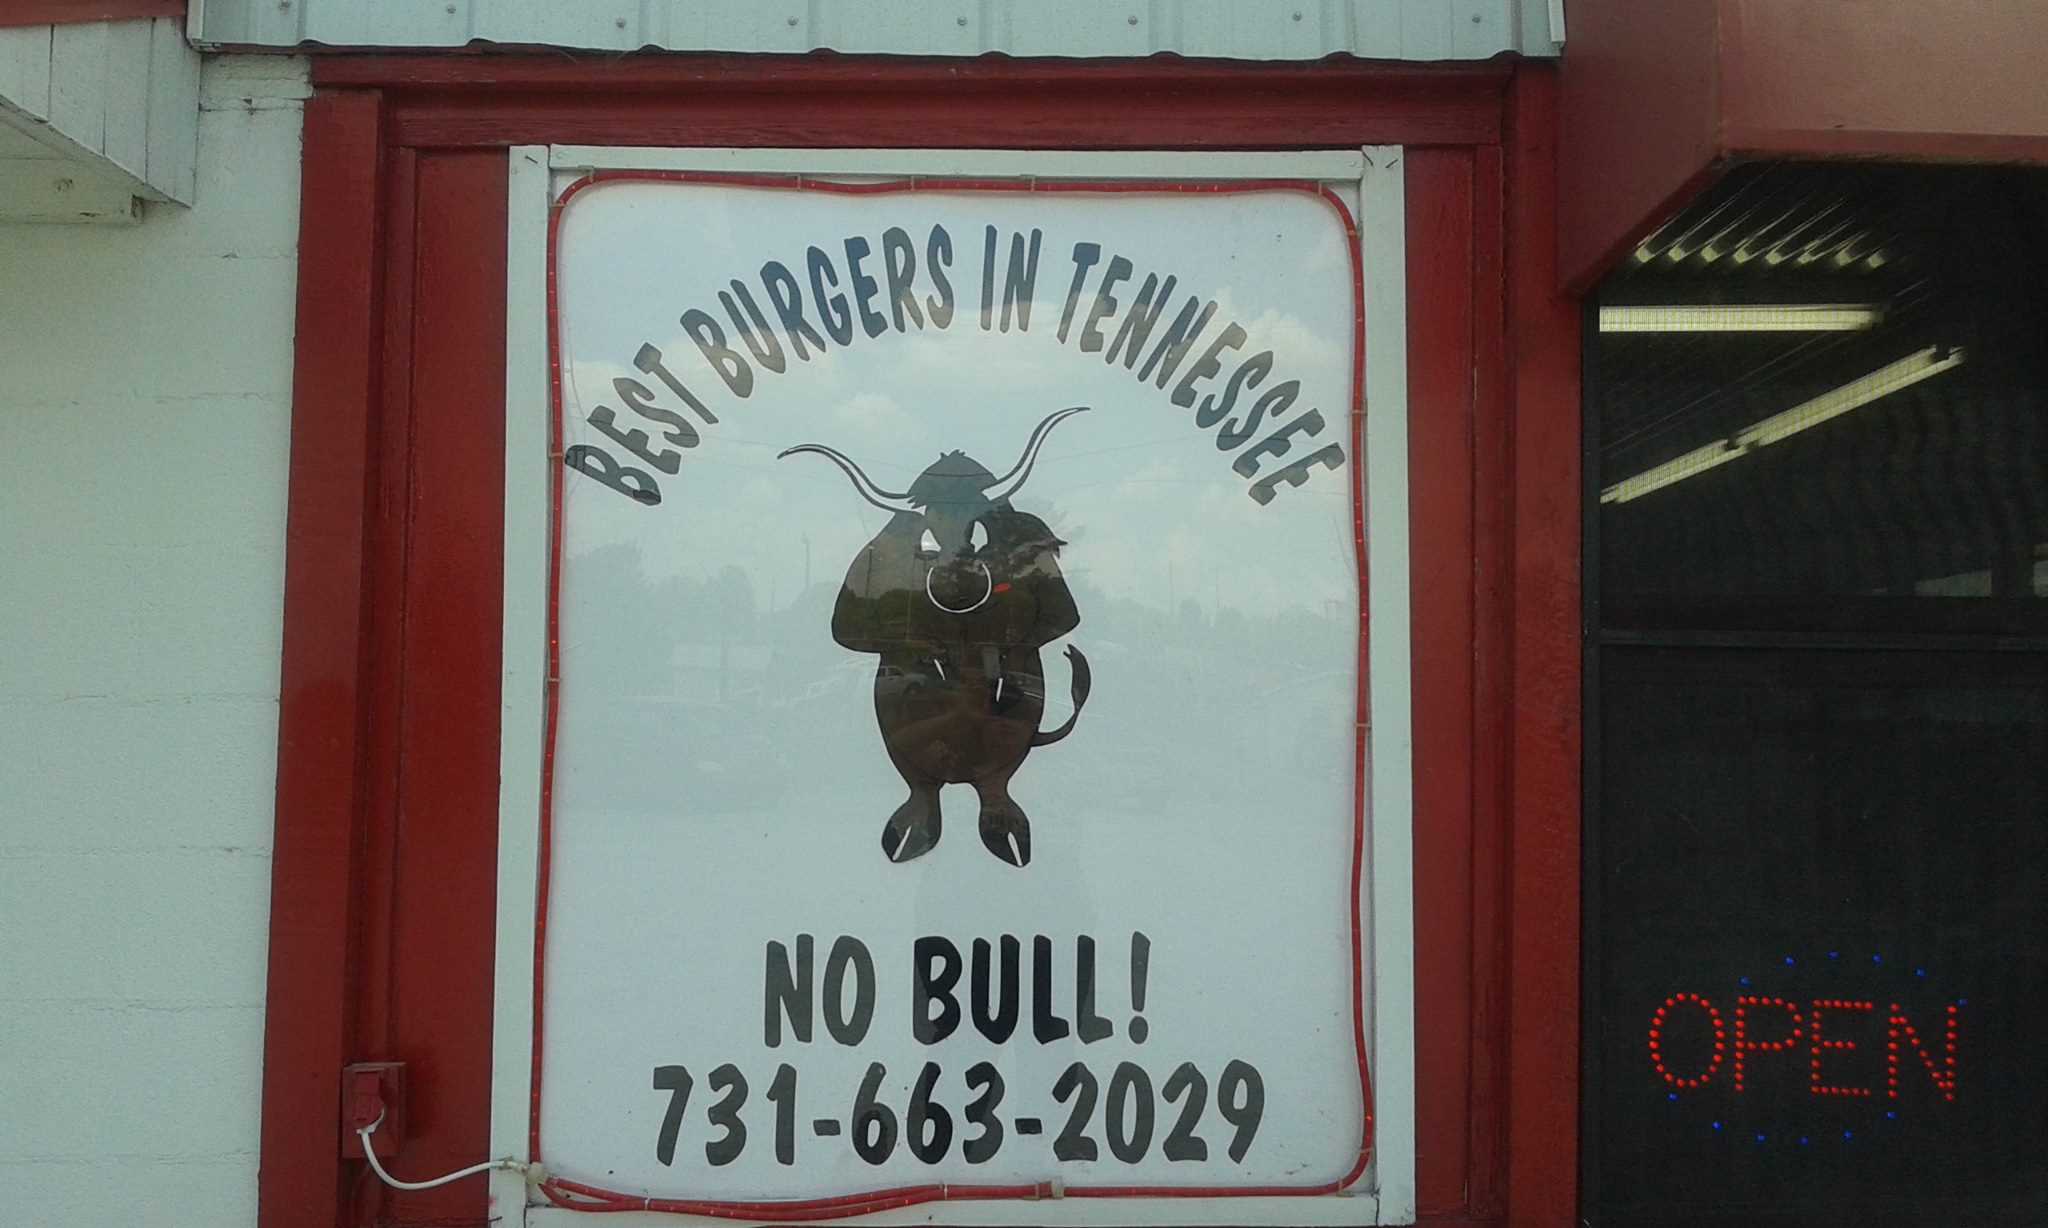 BEST BURGERS IN TENNESSEE
NO BULL!
731-663-2029
OPEN